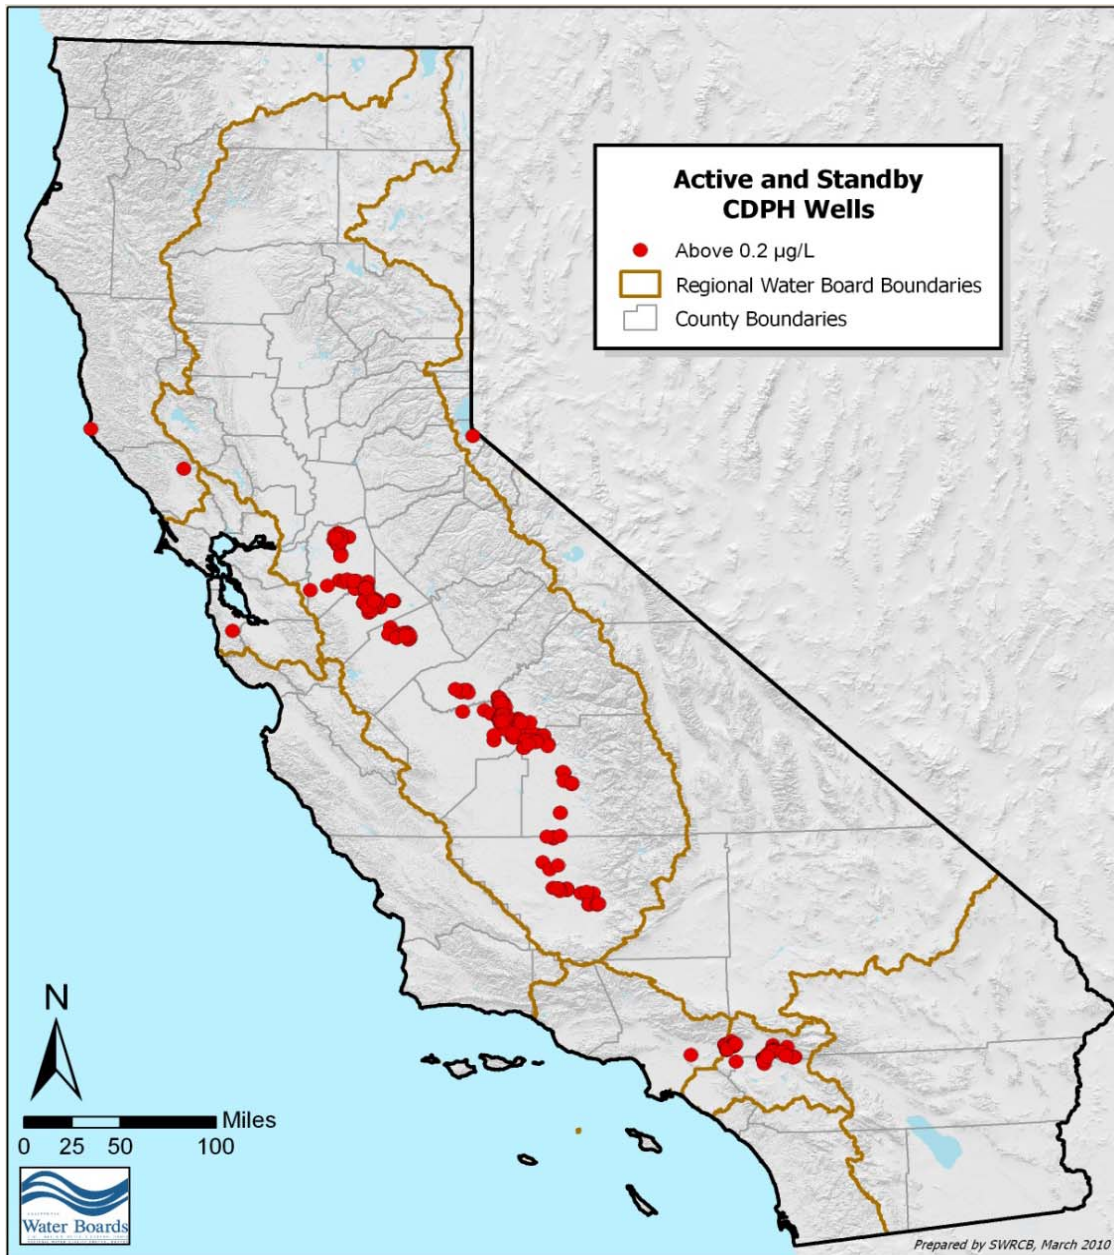 Active and Standby
CDPH Wells
Above 0.2 µg/L
Regional Water Board Boundaries
County Boundaries
N
Miles
0 25 50 100
Water Boards
Prepared by SWRCB, March 2010